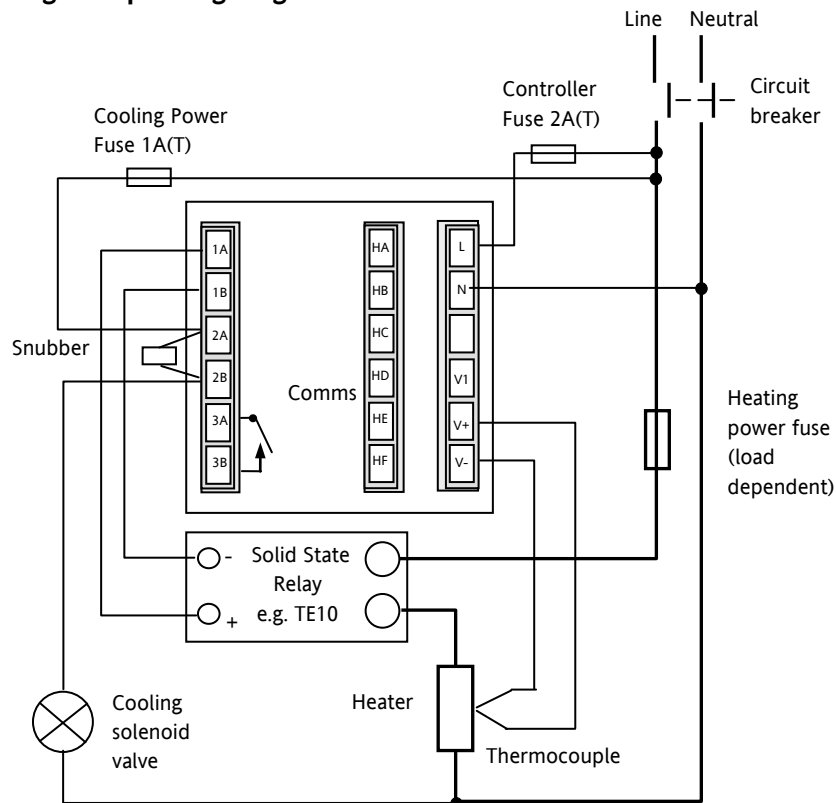 Line Neutral
Controller
Fuse 2A(T)
Circuit
breaker
Cooling Power
Fuse 1A(T)
1A
1B
2A
2B
3A
3B
Snubber
HA
HB
HC
HD
HE
HF
Comms
L
N
V1
V+
V-
Heating
power fuse
(load
dependent)
- Solid State
Relay
+ e.g. TE10
Cooling
solenoid
valve
Heater
Thermocouple